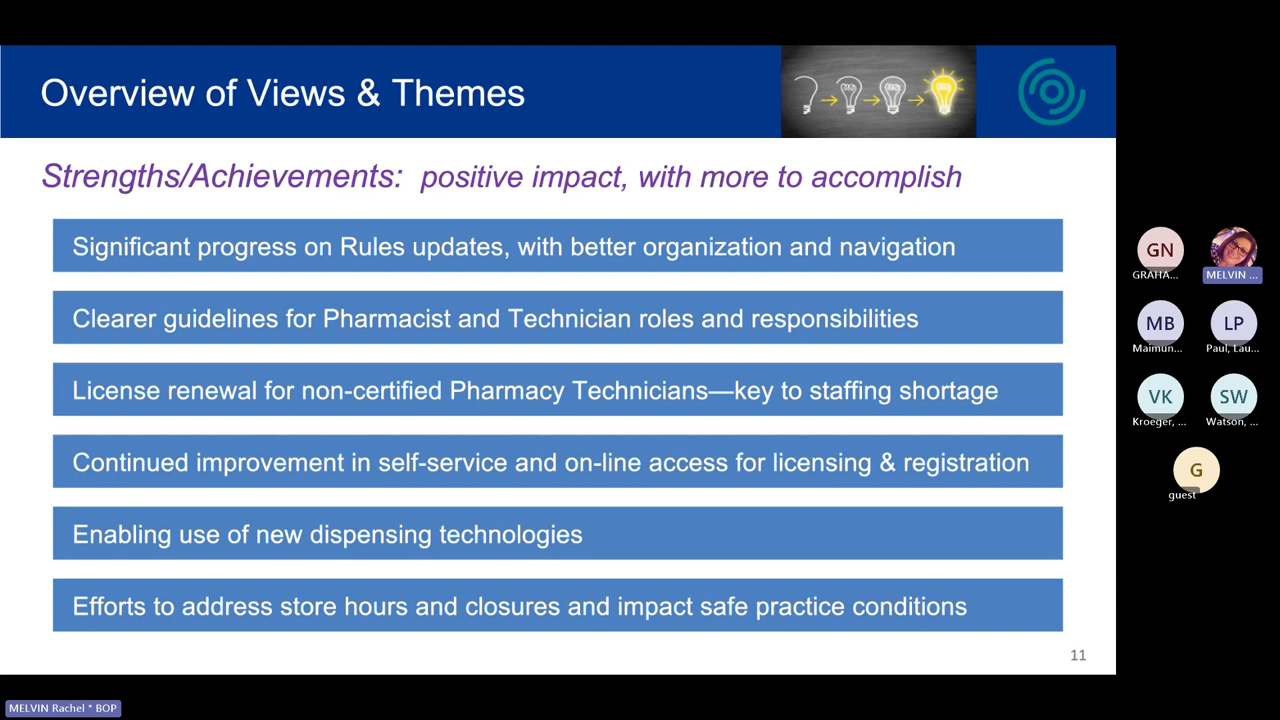 Overview of Views & Themes
Strengths/Achievements: positive impact, with more to accomplish
Significant progress on Rules updates, with better organization and navigation
Clearer guidelines for Pharmacist and Technician roles and responsibilities
License renewal for non-certified Pharmacy Technicians—key to staffing shortage
Continued improvement in self-service and on-line access for licensing & registration
Enabling use of new dispensing technologies
Efforts to address store hours and closures and impact safe practice conditions
11
GN
GRAHA...
MELVIN ...
MB
Maimun...
LP
Paul, Lau...
VK
Kroeger, ...
SW
Watson, ...
G
guest
MELVIN Rachel * BOP